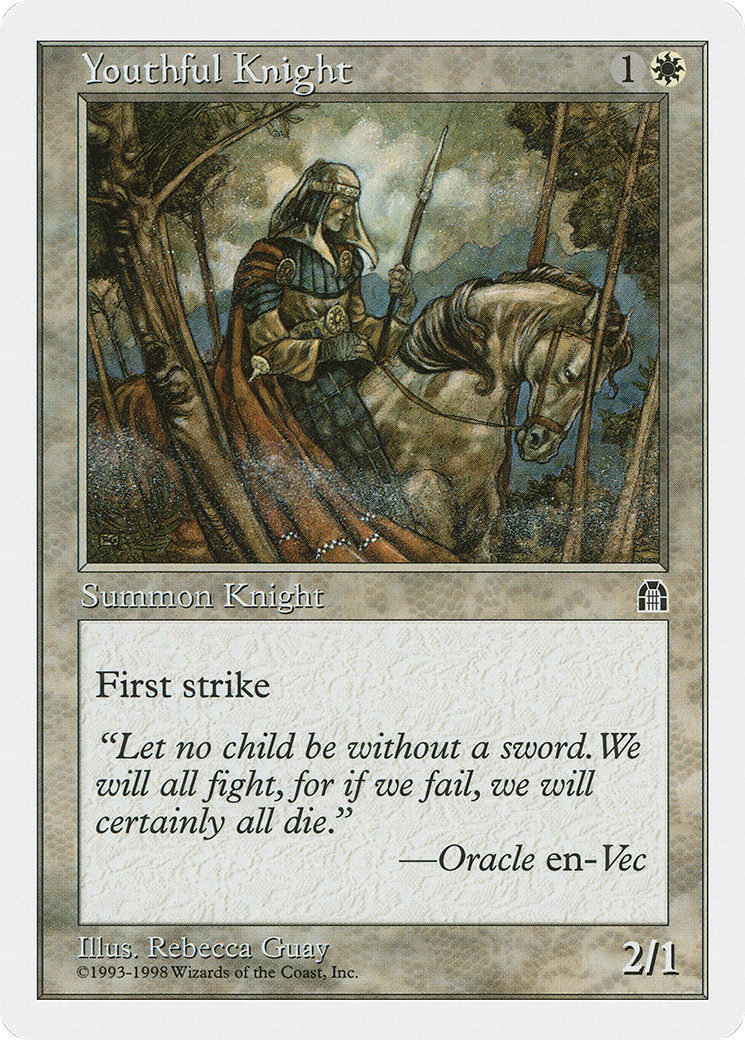 Youthful Knight 1
Summon Knight
First strike
“Let no child be without a sword. We
will all fight, for if we fail, we will
certainly all die.”
—Oracle en-Vec
Illus. Rebecca Guay
©1993-1998 Wizards of the Coast, Inc.
2/1